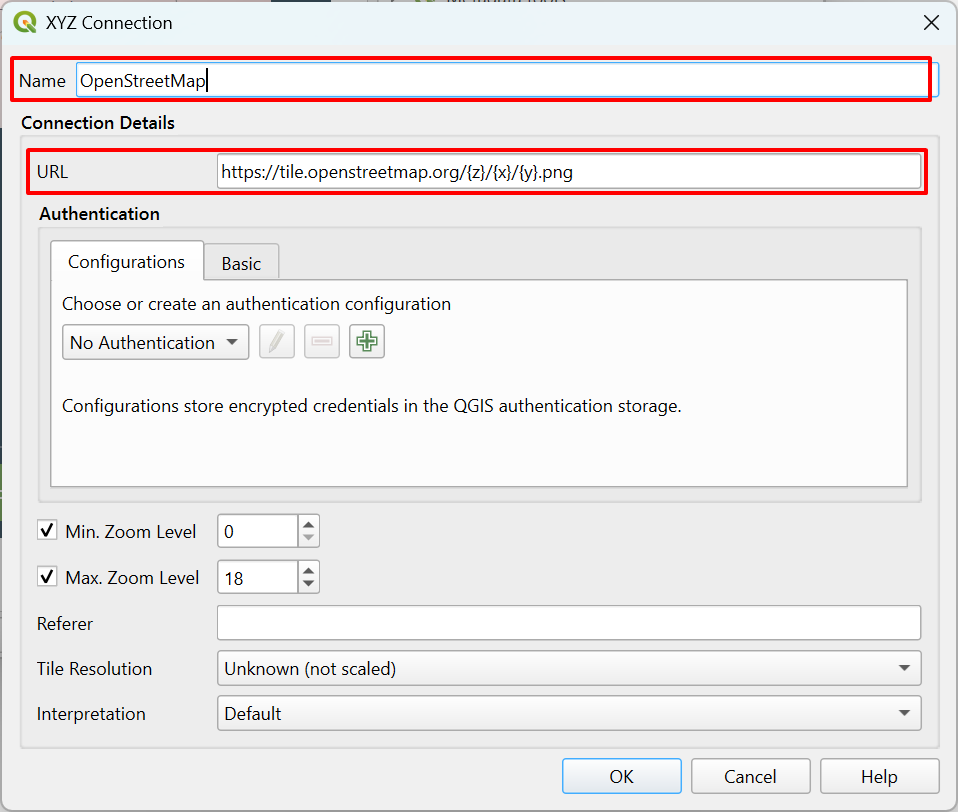 XYZ Connection
Name OpenStreetMap
Connection Details
URL https://tile.openstreetmap.org/{z}/{x}/{y}.png
Authentication
Configurations Basic
Choose or create an authentication configuration
No Authentication
Configurations store encrypted credentials in the QGIS authentication storage.
Min. Zoom Level 0
Max. Zoom Level 18
Referer
Tile Resolution Unknown (not scaled)
Interpretation Default
OK Cancel Help